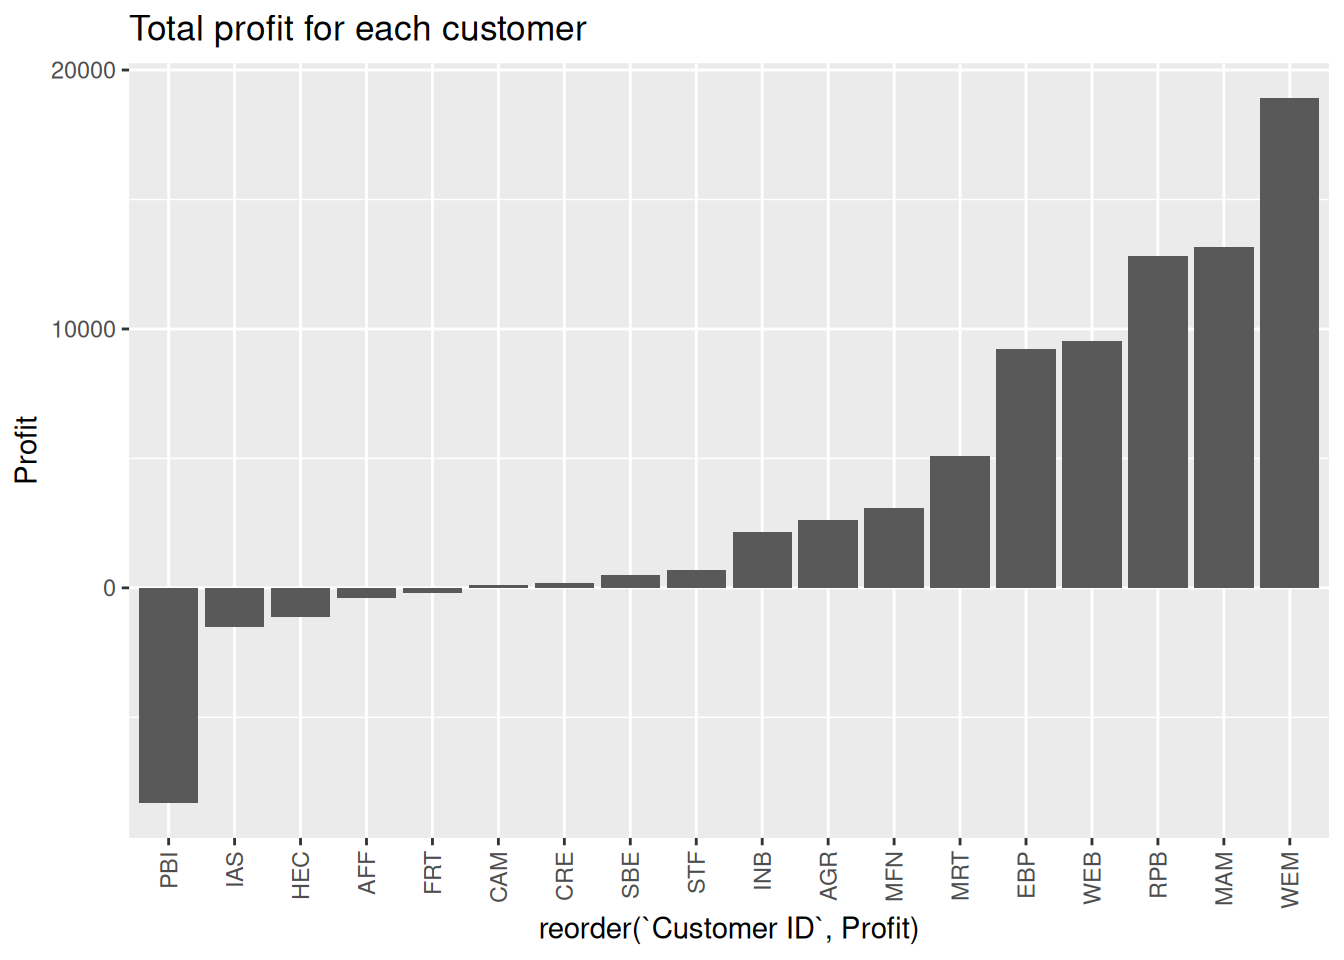 Total profit for each customer
20000
10000
0
Profit
PBI
IAS
HEC
AFF
FRT
CAM
CRE
SBE
STF
INB
AGR
MFN
MRT
EBP
WEB
RPB
MAM
WEM
reorder(`Customer ID`, Profit)